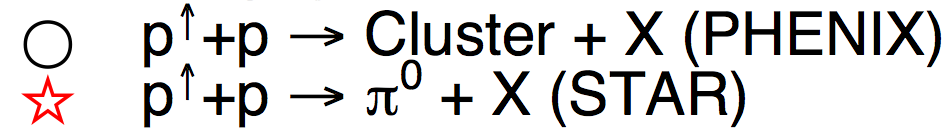 p↑+p → Cluster + X (PHENIX)
p↑+p → π⁰ + X (STAR)